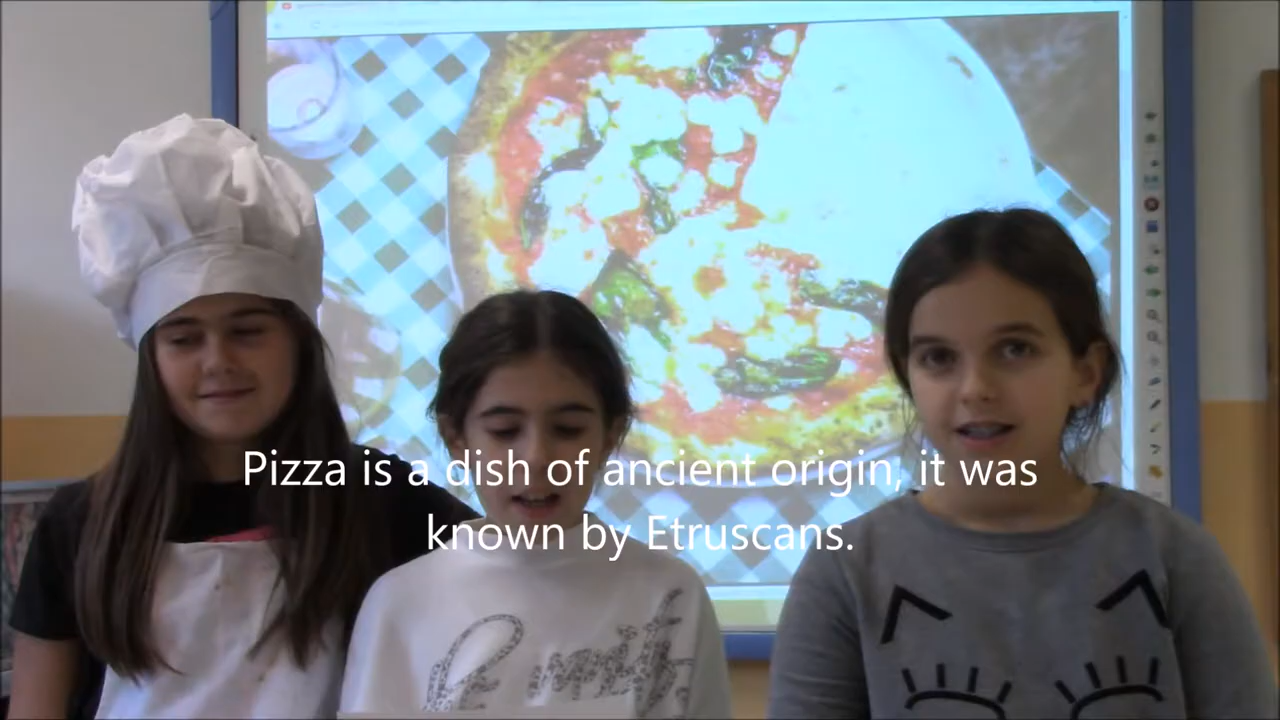 Pizza is a dish of ancient origin, it was
known by Etruscans.